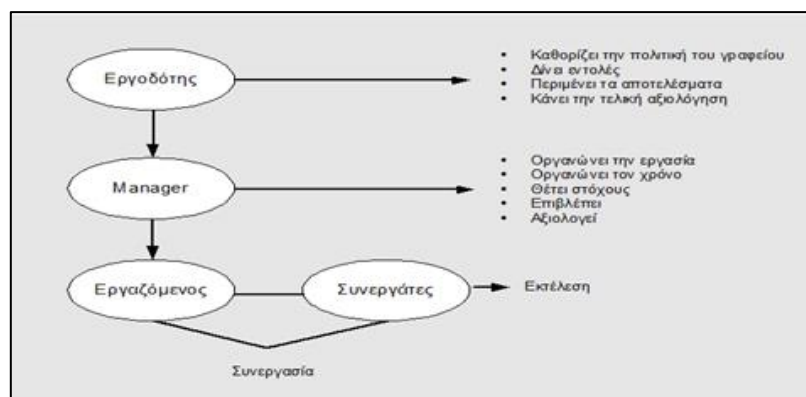 Εργοδότης
• Καθορίζει την πολιτική του γραφείου
• Δίνει εντολές
• Περιμένει τα αποτελέσματα
• Κάνει την τελική αξιολόγηση
Manager
• Οργανώνει την εργασία
• Οργανώνει τον χρόνο
• Θέτει στόχους
• Επιβλέπει
• Αξιολογεί
Εργαζόμενος
Συνεργάτες
Εκτέλεση
Συνεργασία